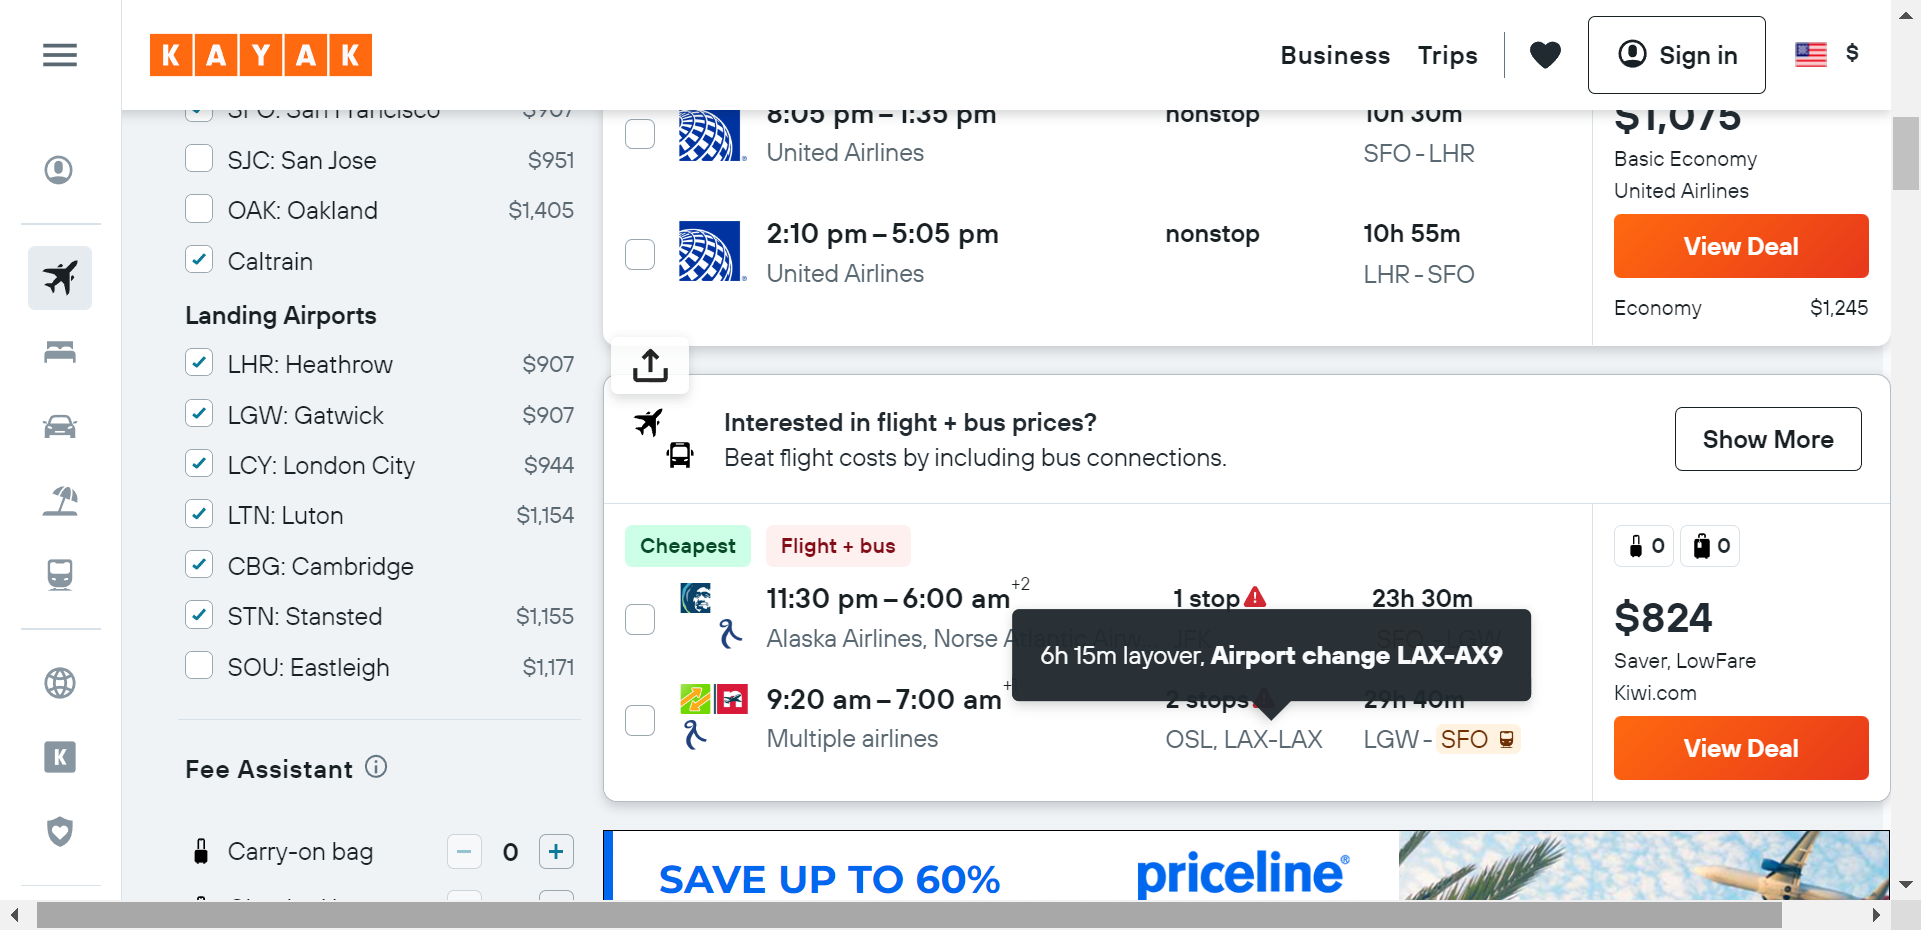 KAYAK
Business
Trips
Sign in
$
SFO: San Francisco $907
SJC: San Jose $951
OAK: Oakland $1,405
Caltrain
Landing Airports
LHR: Heathrow $907
LGW: Gatwick $907
LCY: London City $944
LTN: Luton $1,154
CBG: Cambridge
STN: Stansted $1,155
SOU: Eastleigh $1,171
Fee Assistant
Carry-on bag 0
8:05 pm – 1:35 pm nonstop 10h 30m
United Airlines SFO - LHR
2:10 pm – 5:05 pm nonstop 10h 55m
United Airlines LHR - SFO
$1,075
Basic Economy
United Airlines
View Deal
Economy $1,245
Interested in flight + bus prices?
Beat flight costs by including bus connections.
Show More
Cheapest Flight + bus
11:30 pm – 6:00 am +2 1 stop 23h 30m
Alaska Airlines, Norse Atlantic Airw... JFK SFO - LGW
6h 15m layover, Airport change LAX-AX9
9:20 am – 7:00 am 2 stops 29h 40m
Multiple airlines OSL, LAX-LAX LGW - SFO
0 0
$824
Saver, LowFare
Kiwi.com
View Deal
SAVE UP TO 60%
priceline®